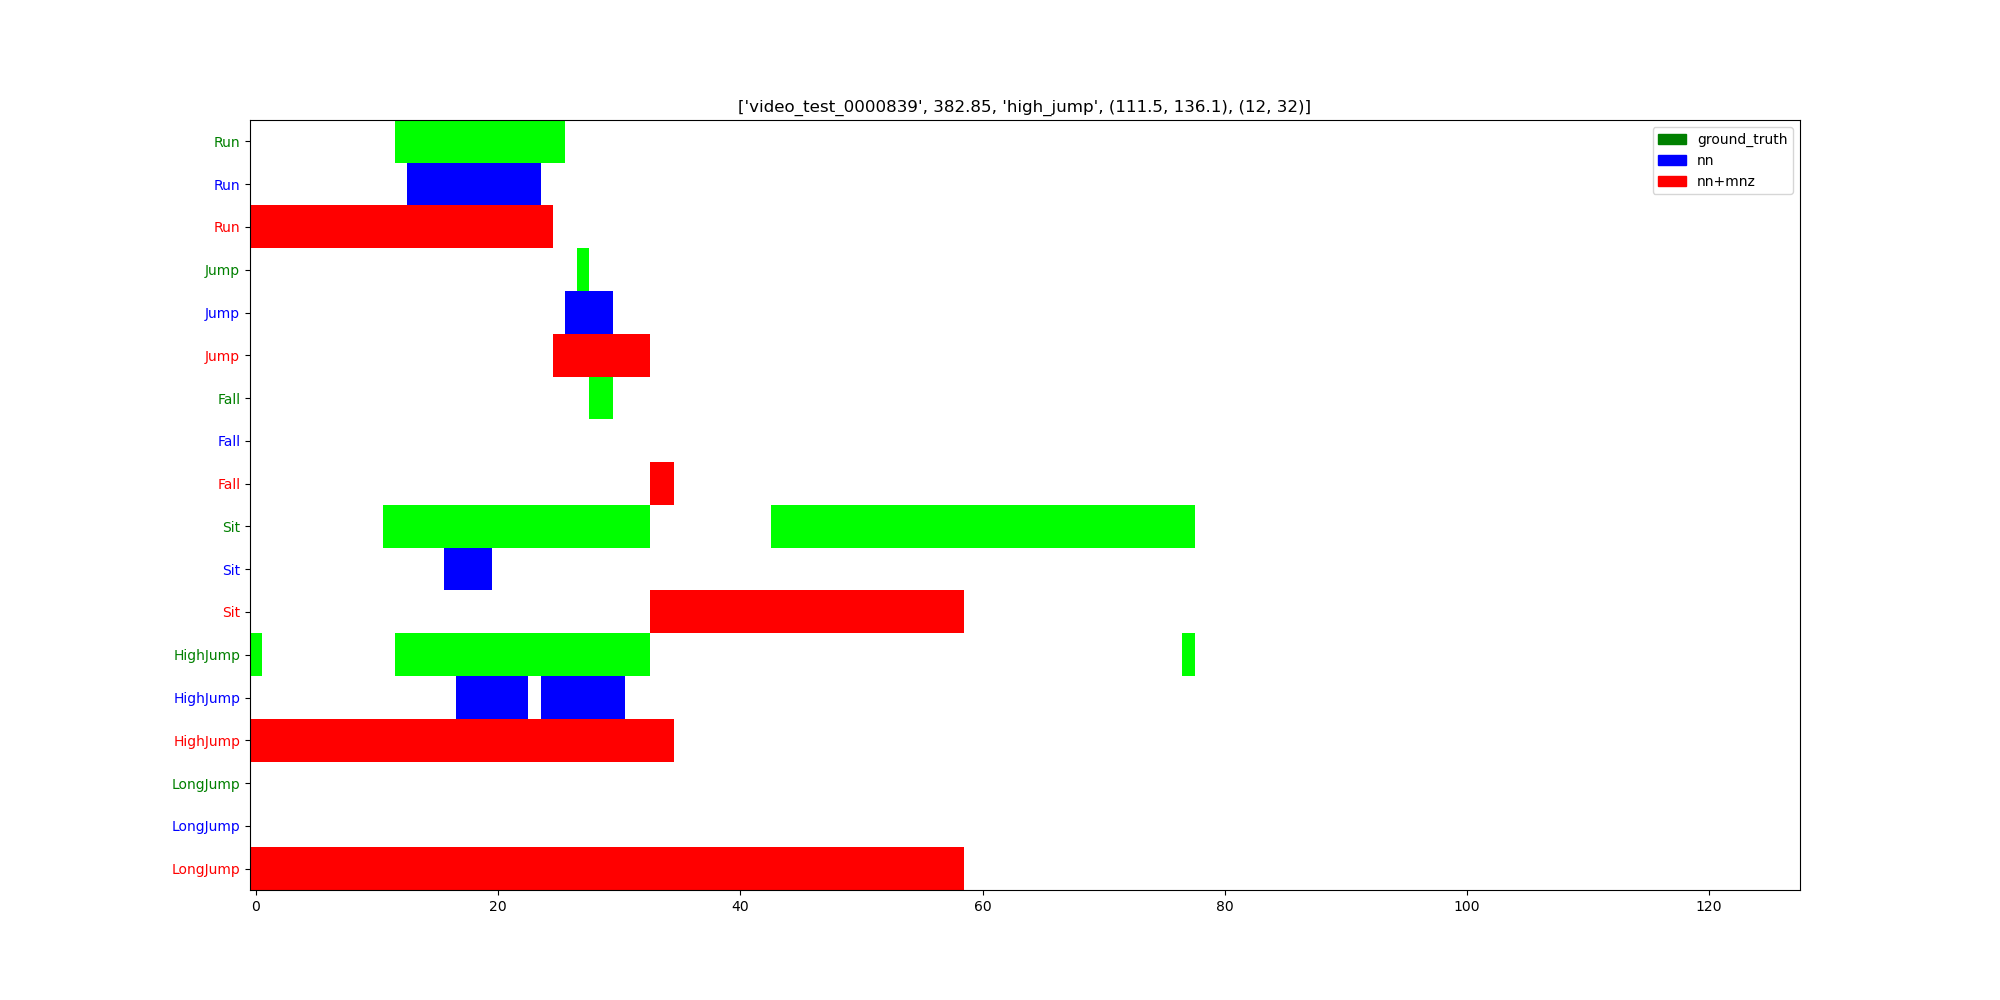 ['video_test_0000839', 382.85, 'high_jump', (111.5, 136.1), (12, 32)]
ground_truth
nn
nn+mnz
Run
Run
Run
Jump
Jump
Jump
Fall
Fall
Fall
Sit
Sit
Sit
HighJump
HighJump
HighJump
LongJump
LongJump
LongJump
0 20 40 60 80 100 120